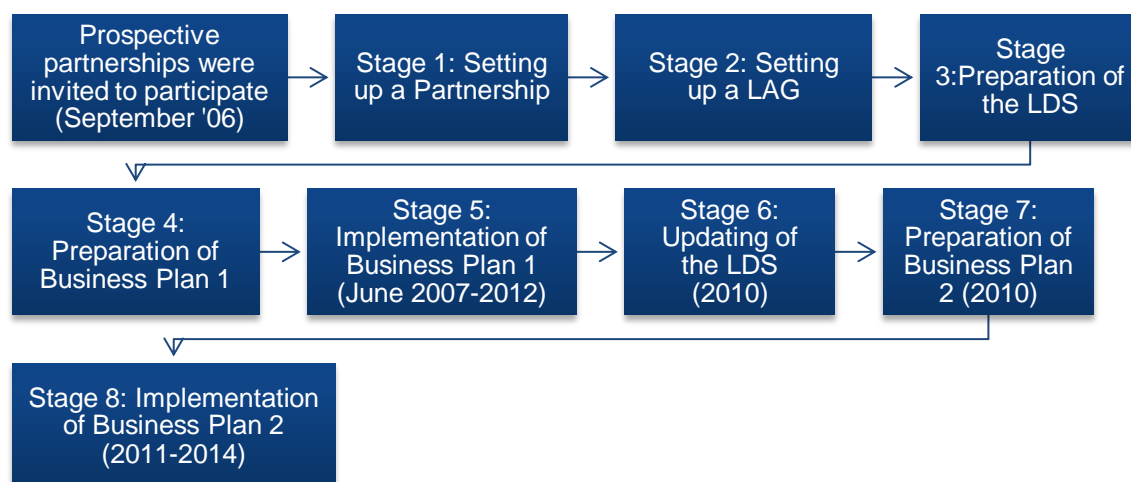 Prospective
partnerships were
invited to participate
(September '06)
Stage 1: Setting
up a Partnership
Stage 2: Setting
up a LAG
Stage
3:Preparation of
the LDS
Stage 4:
Preparation of
Business Plan 1
Stage 5:
Implementation of
Business Plan 1
(June 2007-2012)
Stage 6:
Updating of
the LDS
(2010)
Stage 7:
Preparation of
Business Plan
2 (2010)
Stage 8: Implementation
of Business Plan 2
(2011-2014)